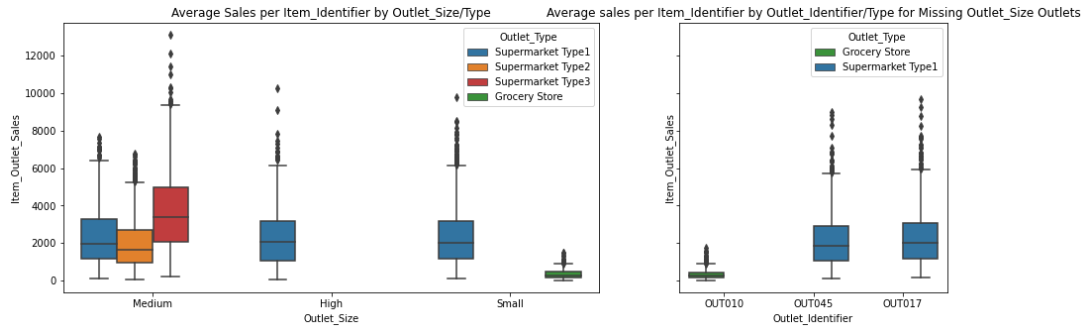 Average Sales per Item_Identifier by Outlet_Size/Type
Item_Outlet_Sales
12000
10000
8000
6000
4000
2000
0
Outlet_Type
Supermarket Type1
Supermarket Type2
Supermarket Type3
Grocery Store
Medium
High
Small
Outlet_Size
Average sales per Item_Identifier by Outlet_Identifier/Type for Missing Outlet_Size Outlets
Item_Outlet_Sales
Outlet_Type
Grocery Store
Supermarket Type1
OUT010
OUT045
OUT017
Outlet_Identifier